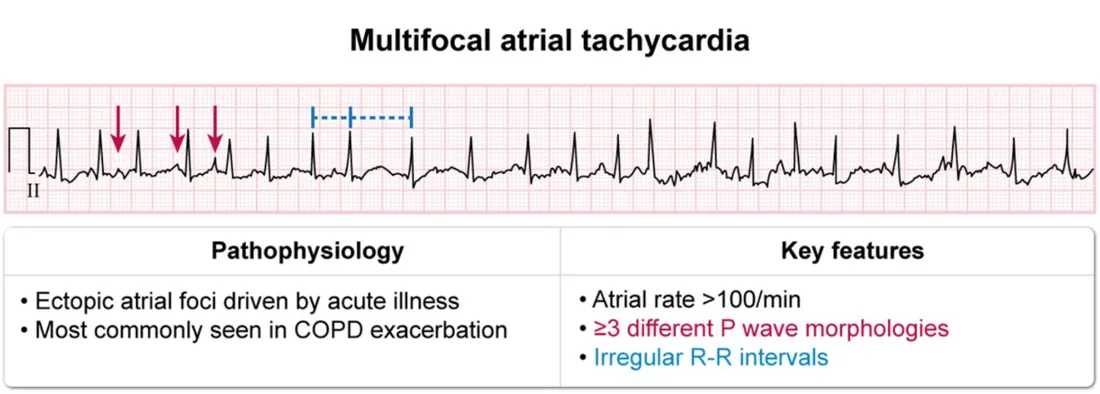 Multifocal atrial tachycardia
II
Pathophysiology
• Ectopic atrial foci driven by acute illness
• Most commonly seen in COPD exacerbation
Key features
• Atrial rate >100/min
• ≥3 different P wave morphologies
• Irregular R-R intervals